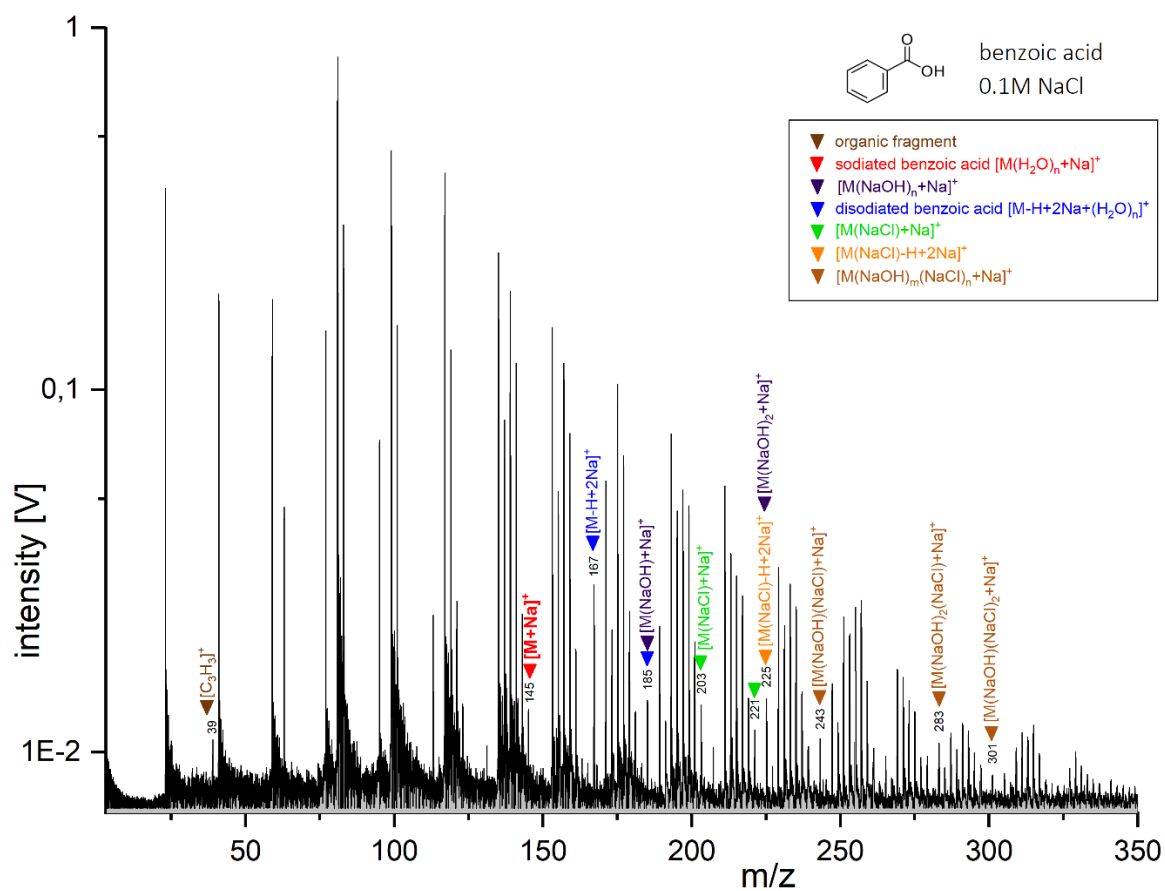 1
0,1
1E-2
intensity [V]
50
100
150
200
250
300
350
m/z
O
OH
benzoic acid
0.1M NaCl
organic fragment
sodiated benzoic acid [M(H₂O)ₙ+Na]⁺
[M(NaOH)ₙ+Na]⁺
disodiated benzoic acid [M-H+2Na+(H₂O)ₙ]⁺
[M(NaCl)+Na]⁺
[M(NaCl)-H+2Na]⁺
[M(NaOH)ₘ(NaCl)ₙ+Na]⁺
[C₃H₃]⁺
39
[M+Na]⁺
145
[M-H+2Na]⁺
167
[M(NaOH)+Na]⁺
185
[M(NaCl)+Na]⁺
203
221
[M(NaOH)₂+Na]⁺
[M(NaCl)-H+2Na]⁺
225
[M(NaOH)(NaCl)+Na]⁺
243
[M(NaOH)₂(NaCl)+Na]⁺
283
[M(NaOH)(NaCl)₂+Na]⁺
301